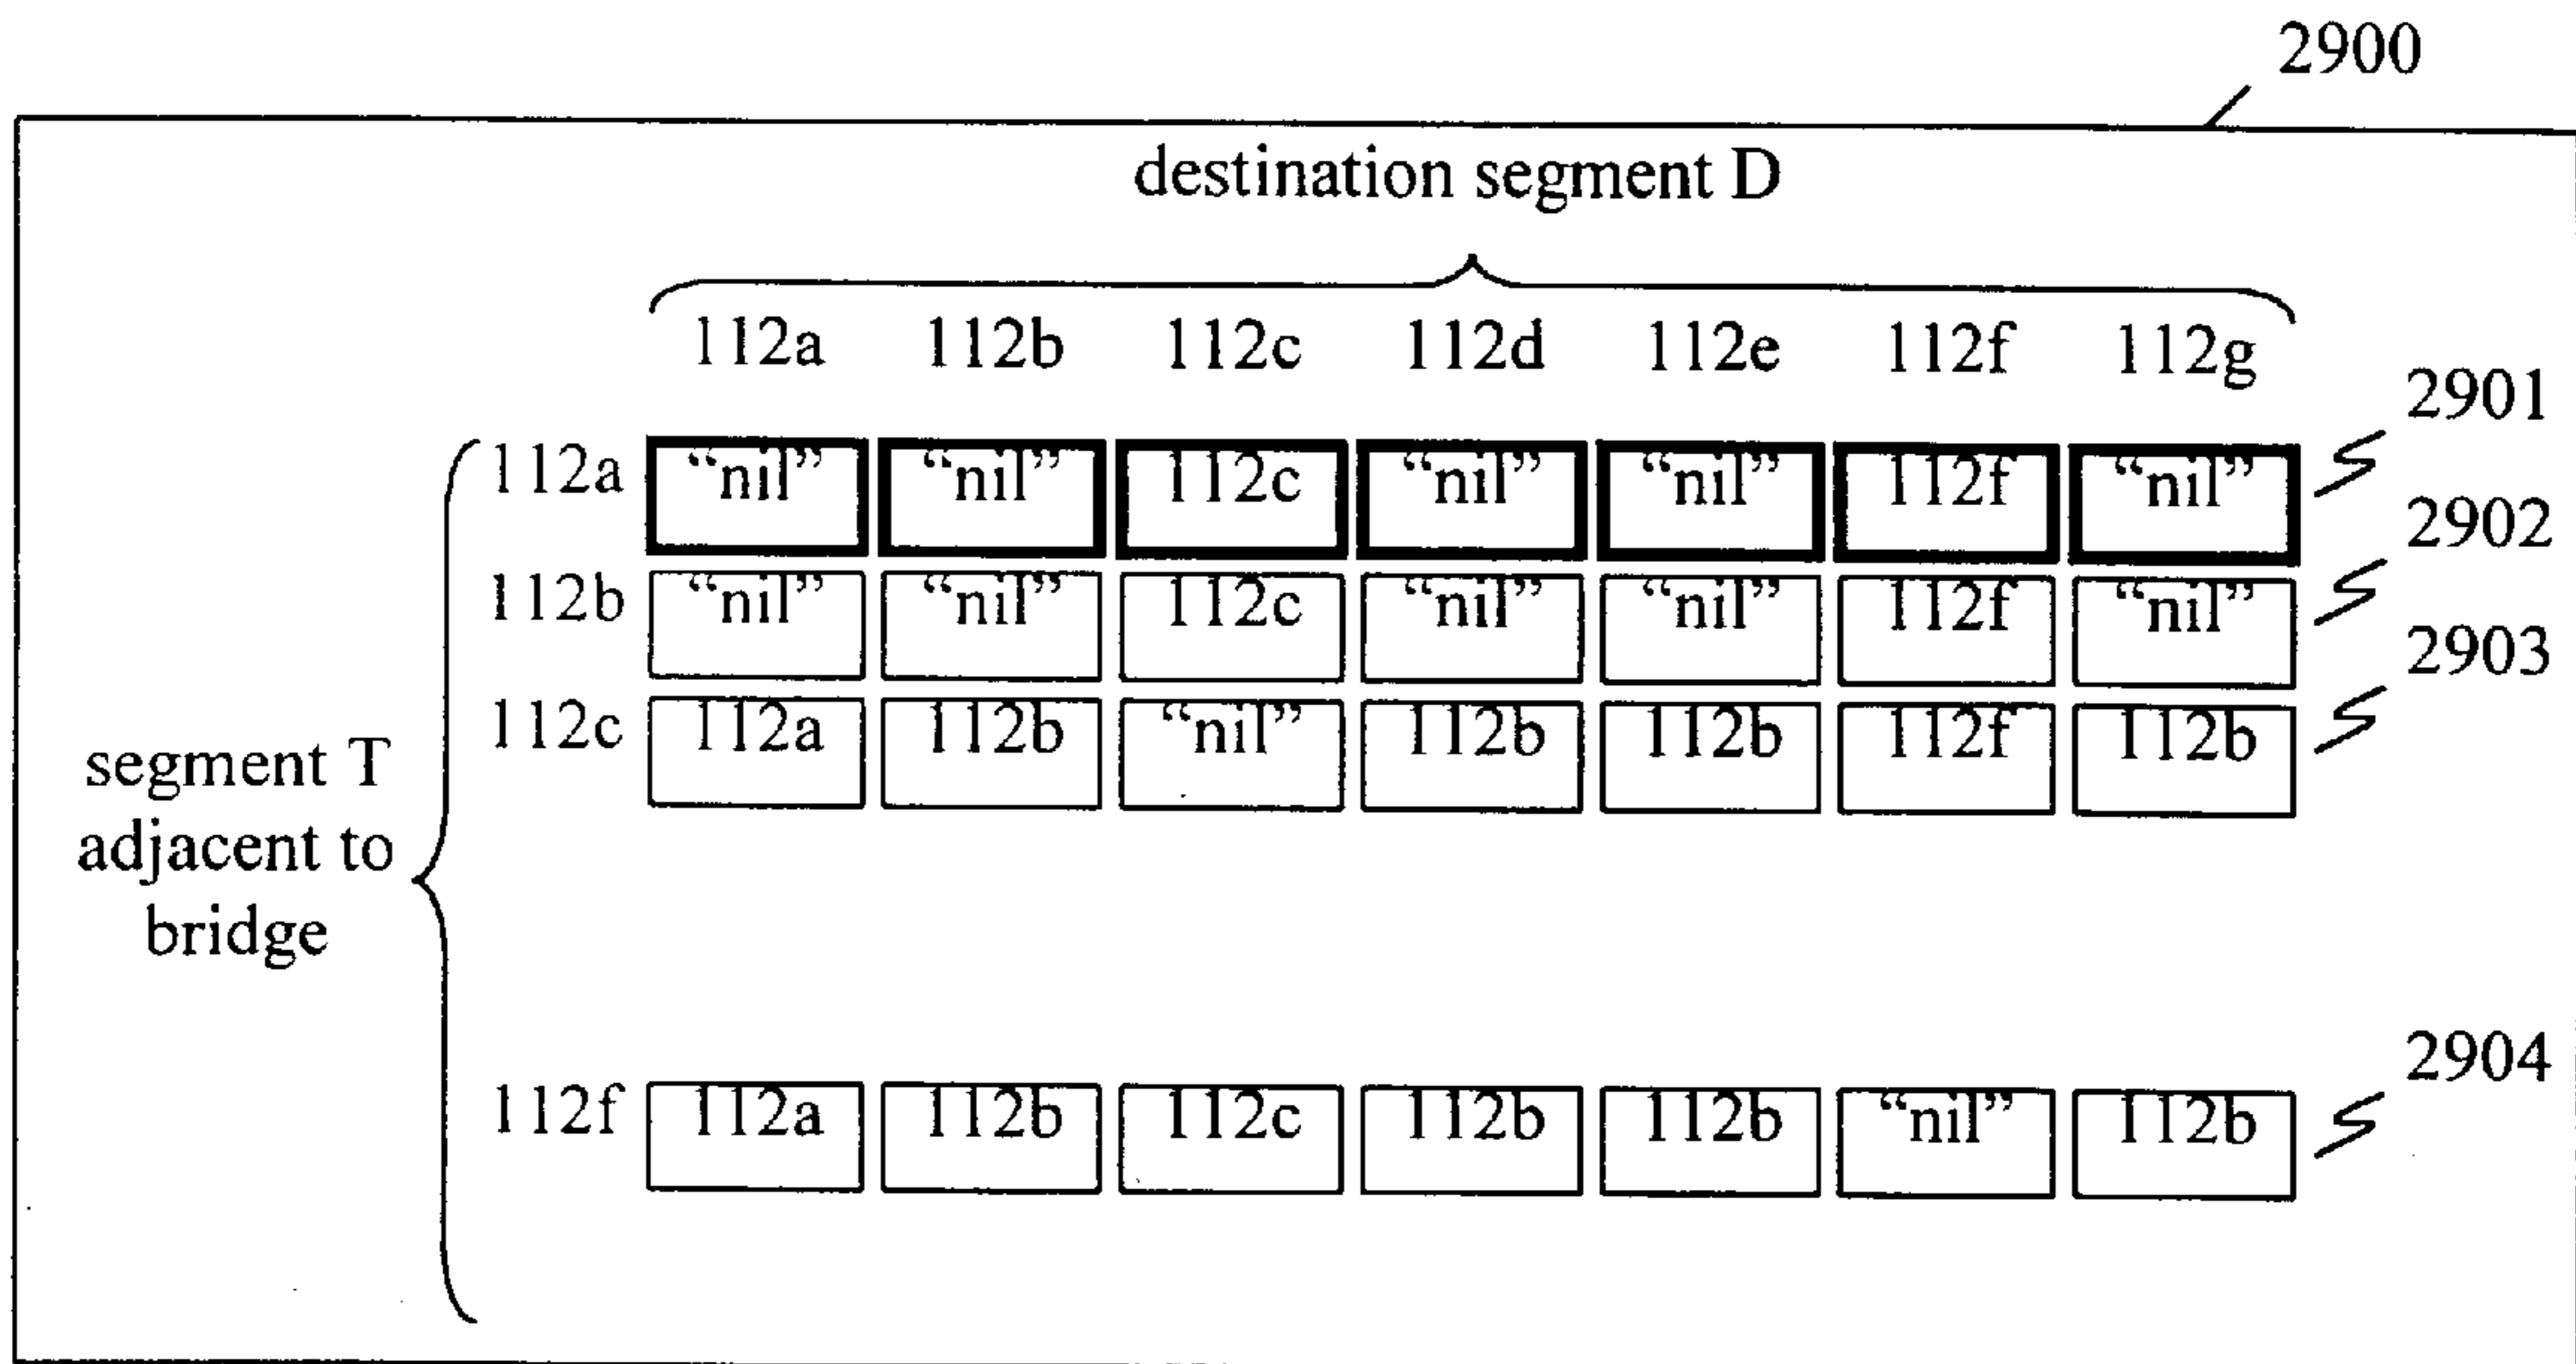 2900
destination segment D
112a 112b 112c 112d 112e 112f 112g
2901
112a “nil” “nil” 112c “nil” “nil” 112f “nil”
2902
112b “nil” “nil” 112c “nil” “nil” 112f “nil”
2903
112c 112a 112b “nil” 112b 112b 112f 112b
segment T
adjacent to
bridge
2904
112f 112a 112b 112c 112b 112b “nil” 112b